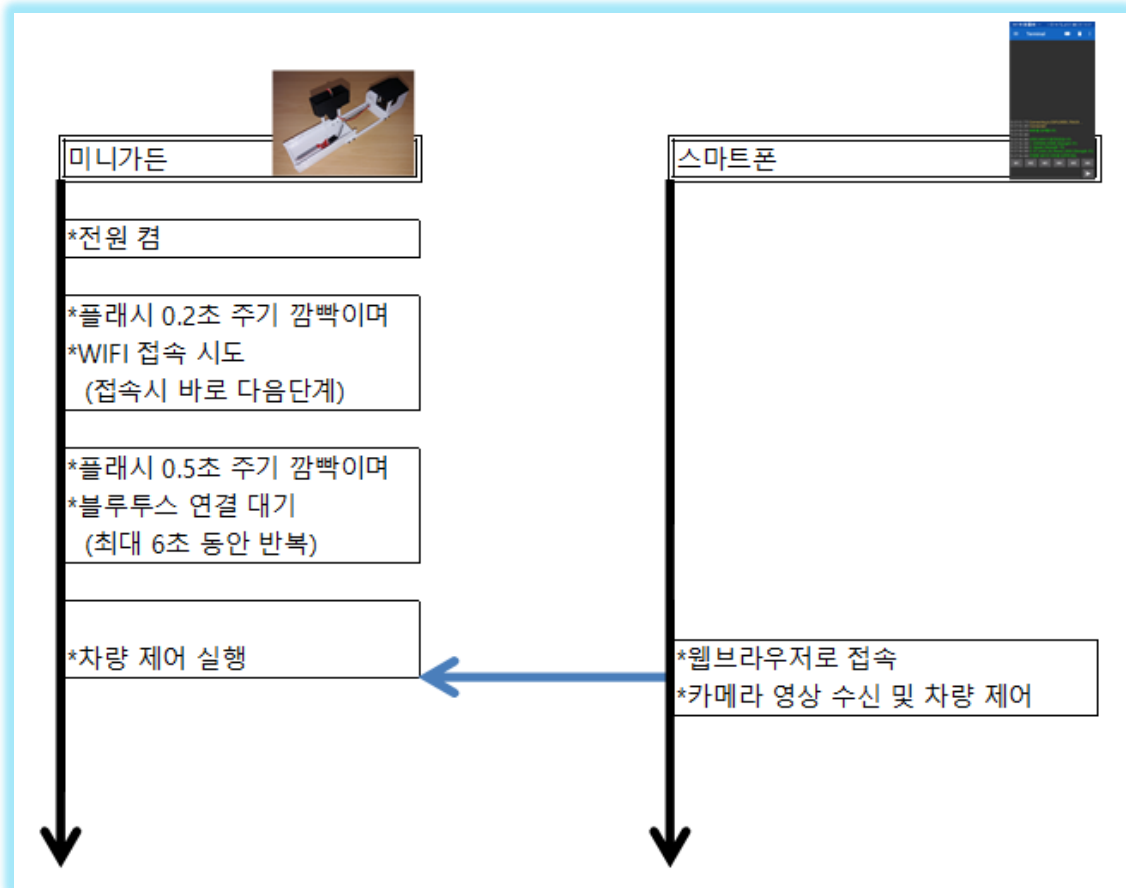 미니가든
스마트폰
Terminal
*전원 켬
*플래시 0.2초 주기 깜빡이며
*WIFI 접속 시도
(접속시 바로 다음단계)
*플래시 0.5초 주기 깜빡이며
*블루투스 연결 대기
(최대 6초 동안 반복)
*차량 제어 실행
*웹브라우저로 접속
*카메라 영상 수신 및 차량 제어